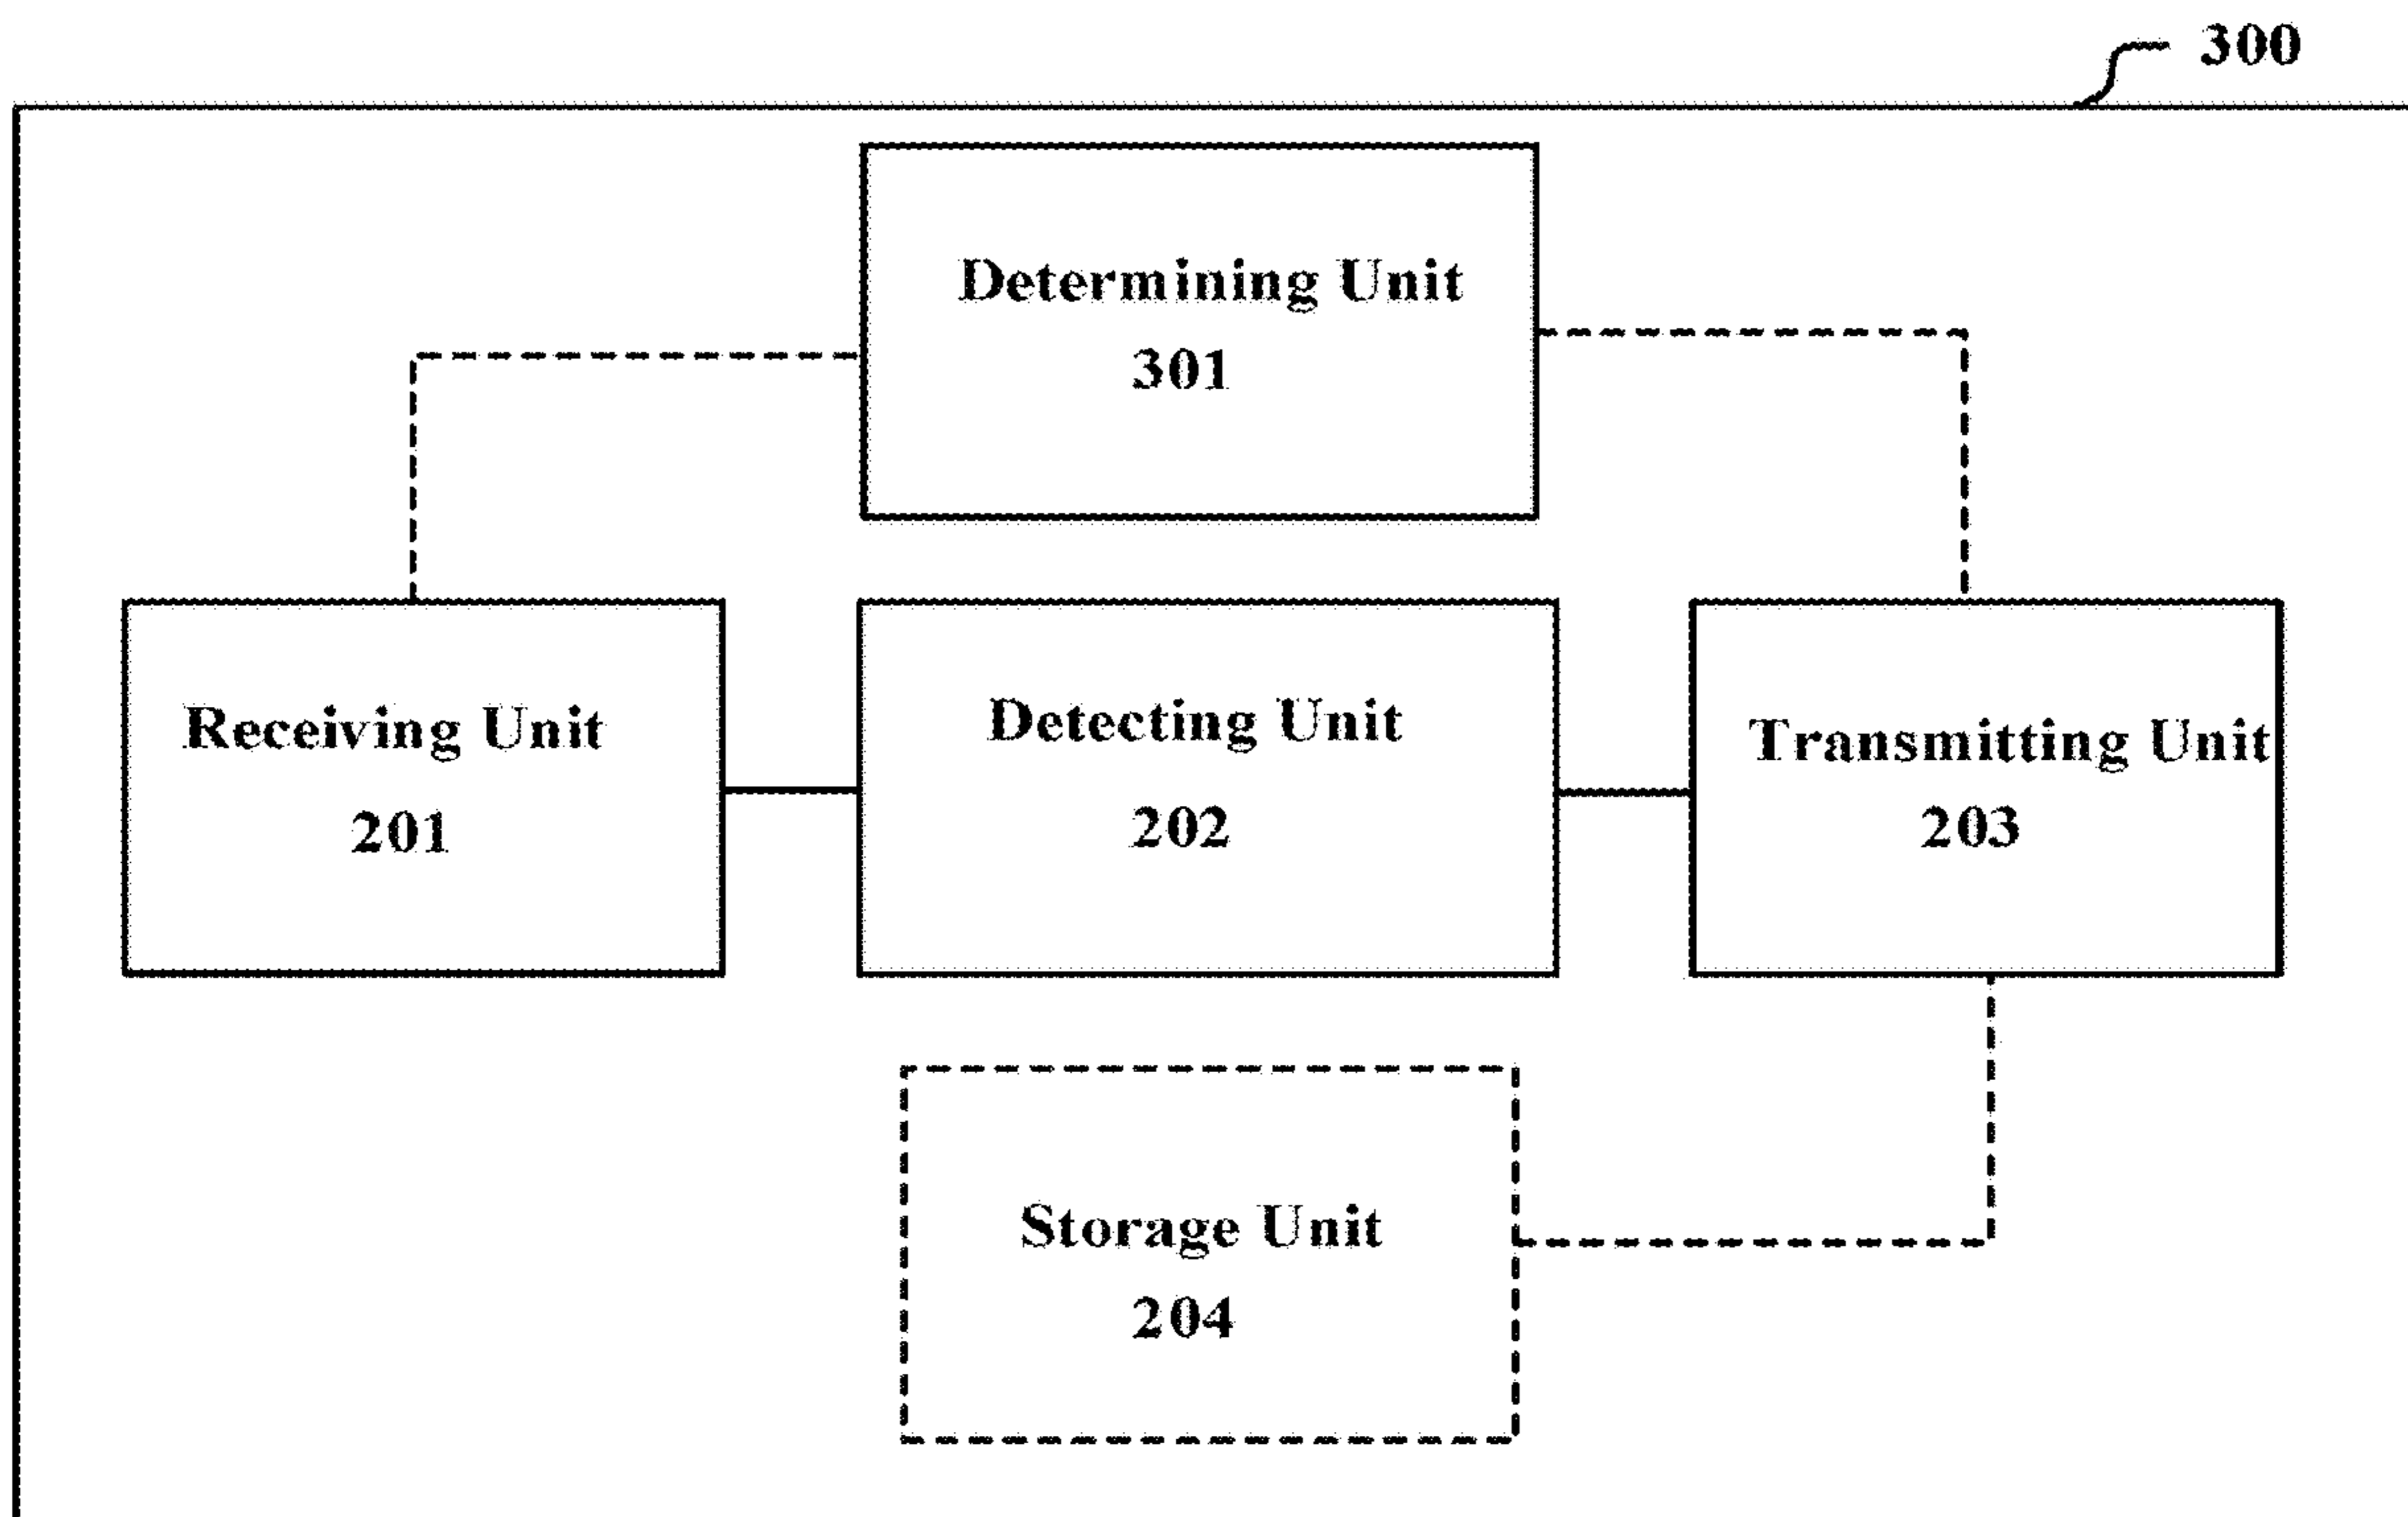 300
Determining Unit
301
Receiving Unit
201
Detecting Unit
202
Transmitting Unit
203
Storage Unit
204